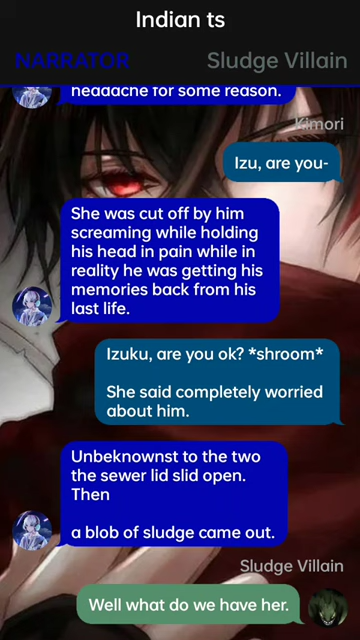 Indian ts
NARRATOR
Sludge Villain
headache for some reason.
Kimori
Izu, are you-
She was cut off by him
screaming while holding
his head in pain while in
reality he was getting his
memories back from his
last life.
Izuku, are you ok? *shroom*
She said completely worried
about him.
Unbeknownst to the two
the sewer lid slid open.
Then
a blob of sludge came out.
Sludge Villain
Well what do we have her.